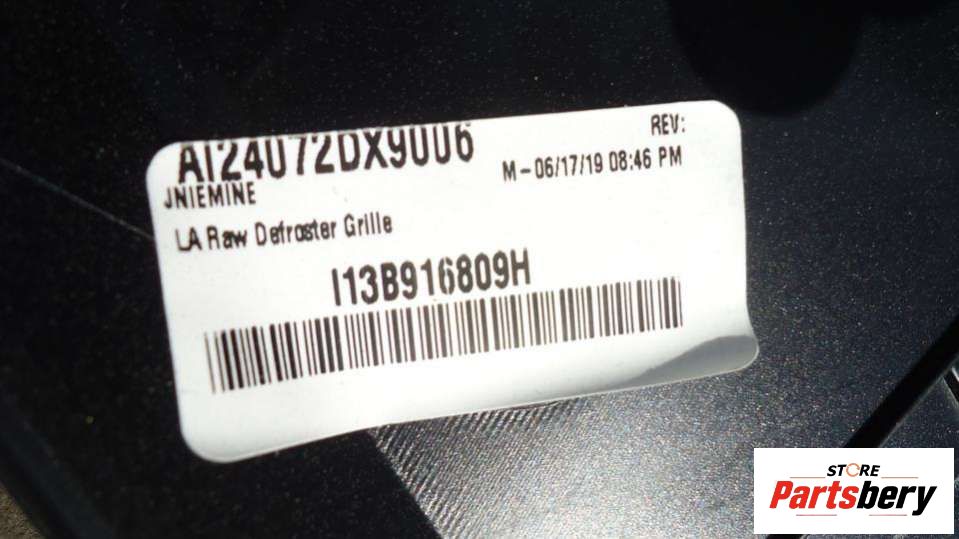 AI24072DX9006
REV:
JNIEMINE
M-06/17/19 08:46 PM
LA Raw Defroster Grille
I13B916809H
STORE
Partsbery